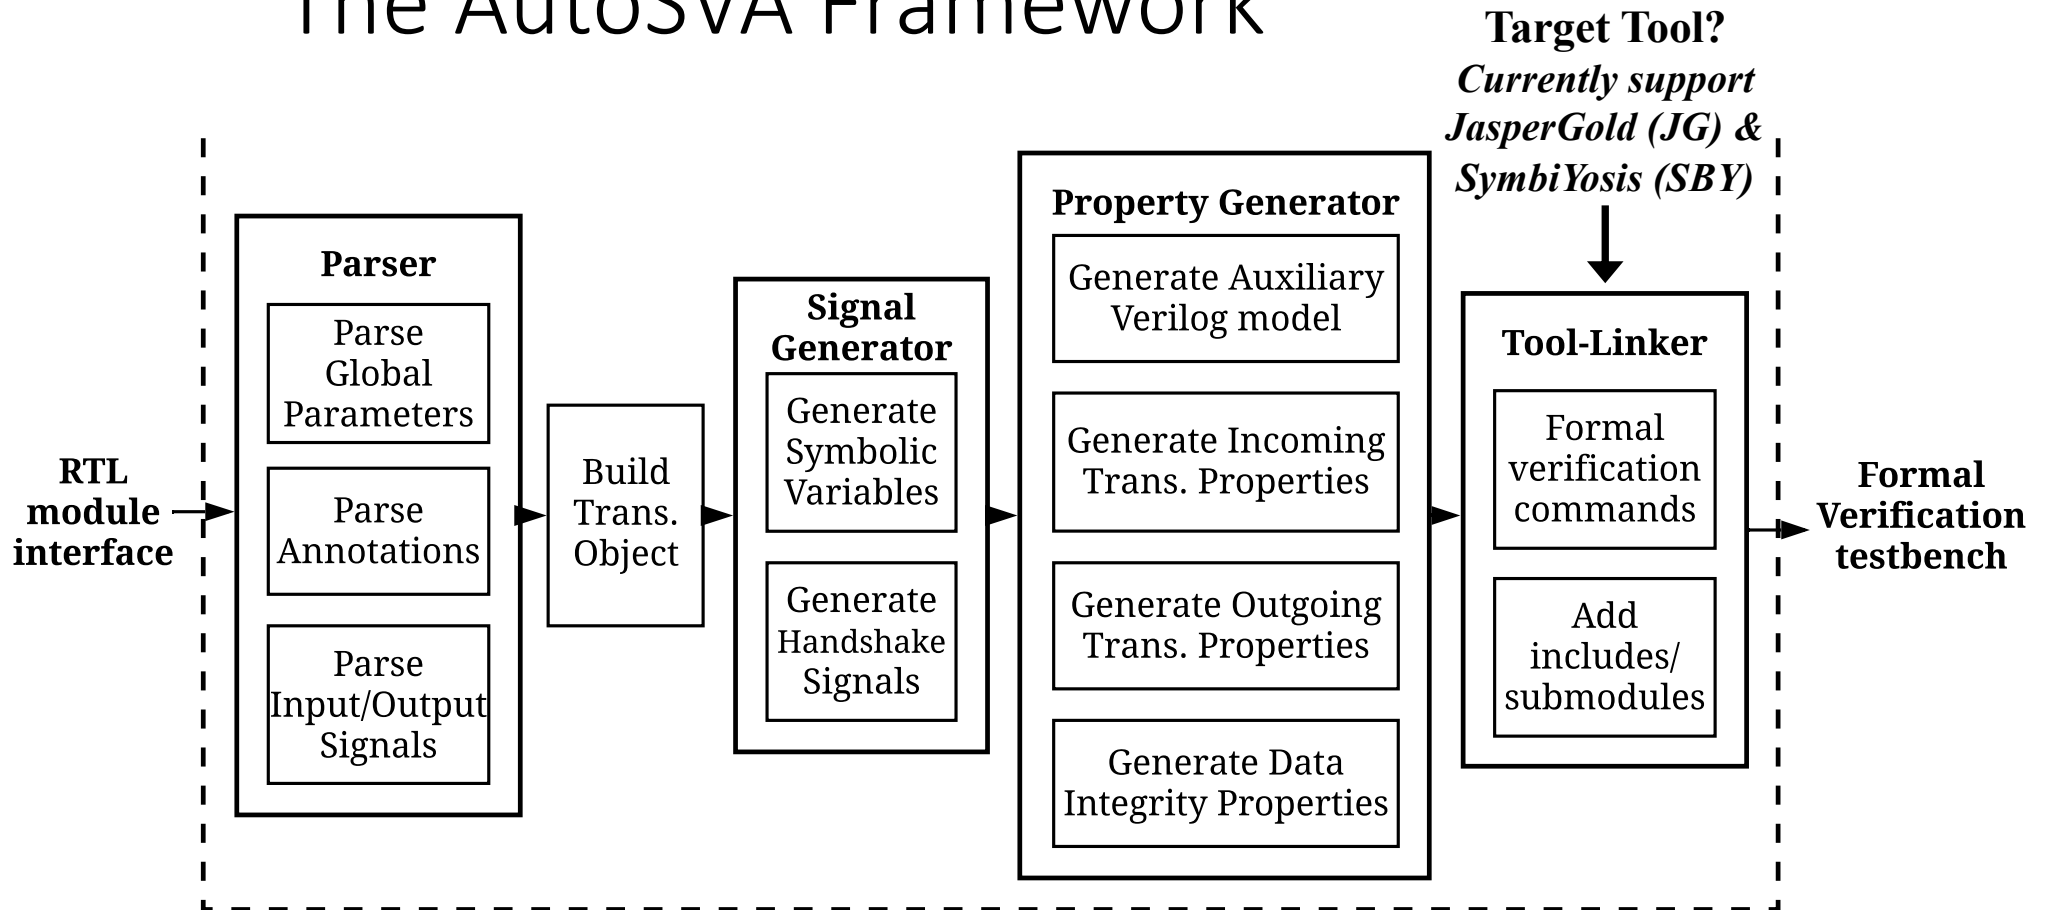 The AutoSVA Framework
Target Tool?
Currently support
JasperGold (JG) &
SymbiYosis (SBY)
RTL
module
interface
Parser
Parse
Global
Parameters
Parse
Annotations
Parse
Input/Output
Signals
Build
Trans.
Object
Signal
Generator
Generate
Symbolic
Variables
Generate
Handshake
Signals
Property Generator
Generate Auxiliary
Verilog model
Generate Incoming
Trans. Properties
Generate Outgoing
Trans. Properties
Generate Data
Integrity Properties
Tool-Linker
Formal
verification
commands
Add
includes/
submodules
Formal
Verification
testbench